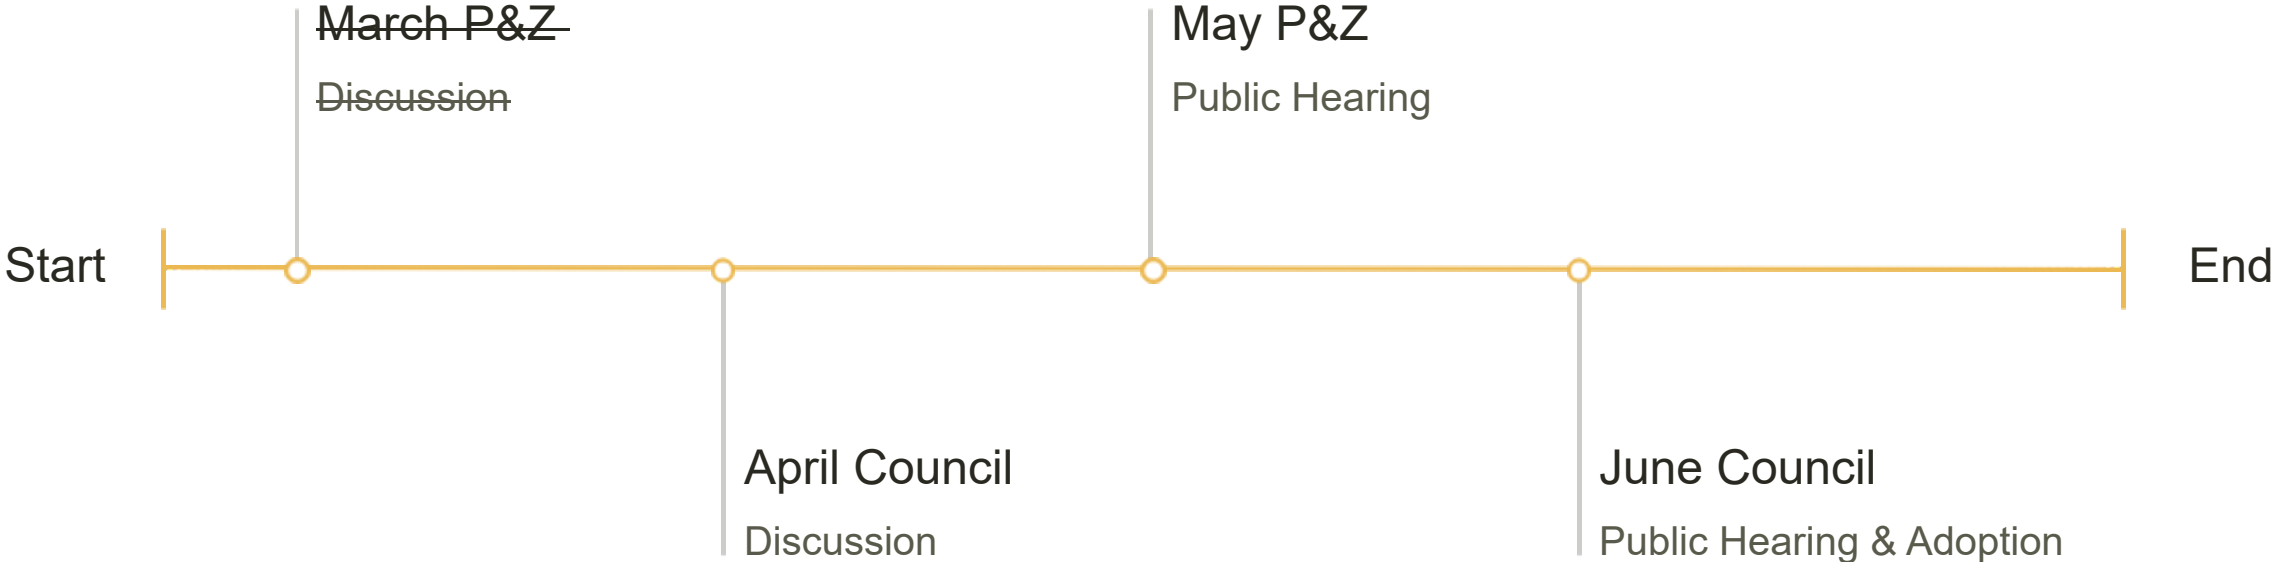 March P&Z
Discussion
May P&Z
Public Hearing
Start
End
April Council
Discussion
June Council
Public Hearing & Adoption